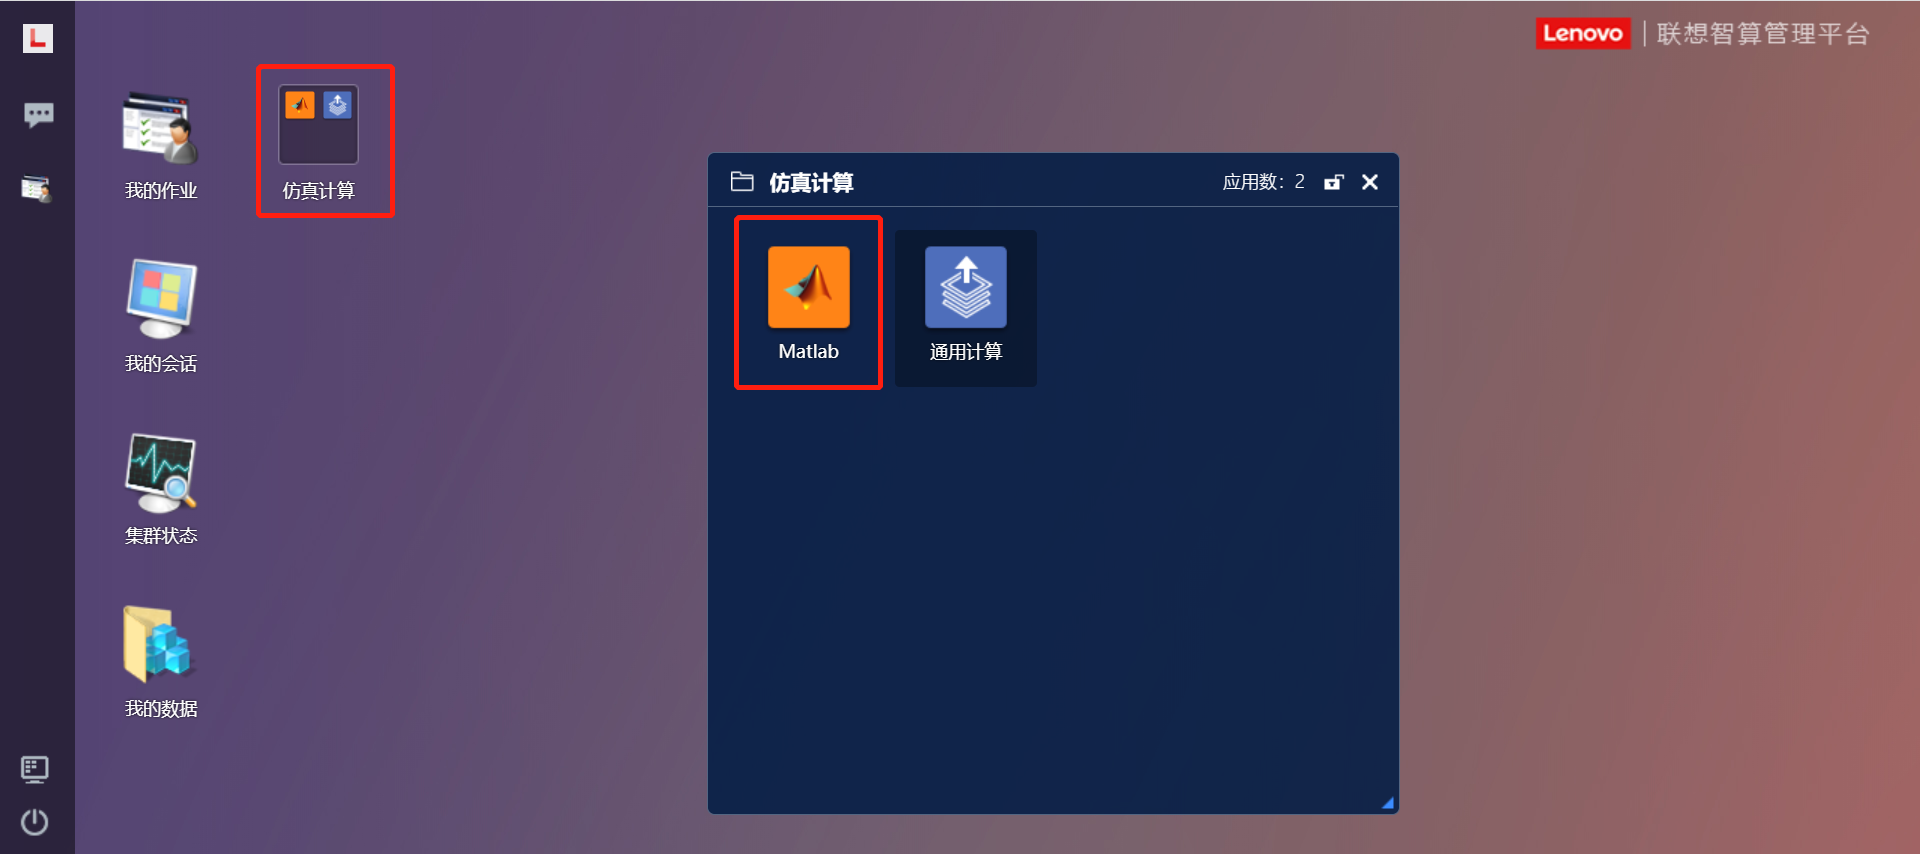 L
Lenovo | 联想智算管理平台
我的作业
仿真计算
我的会话
集群状态
我的数据
仿真计算
应用数：2
Matlab
通用计算